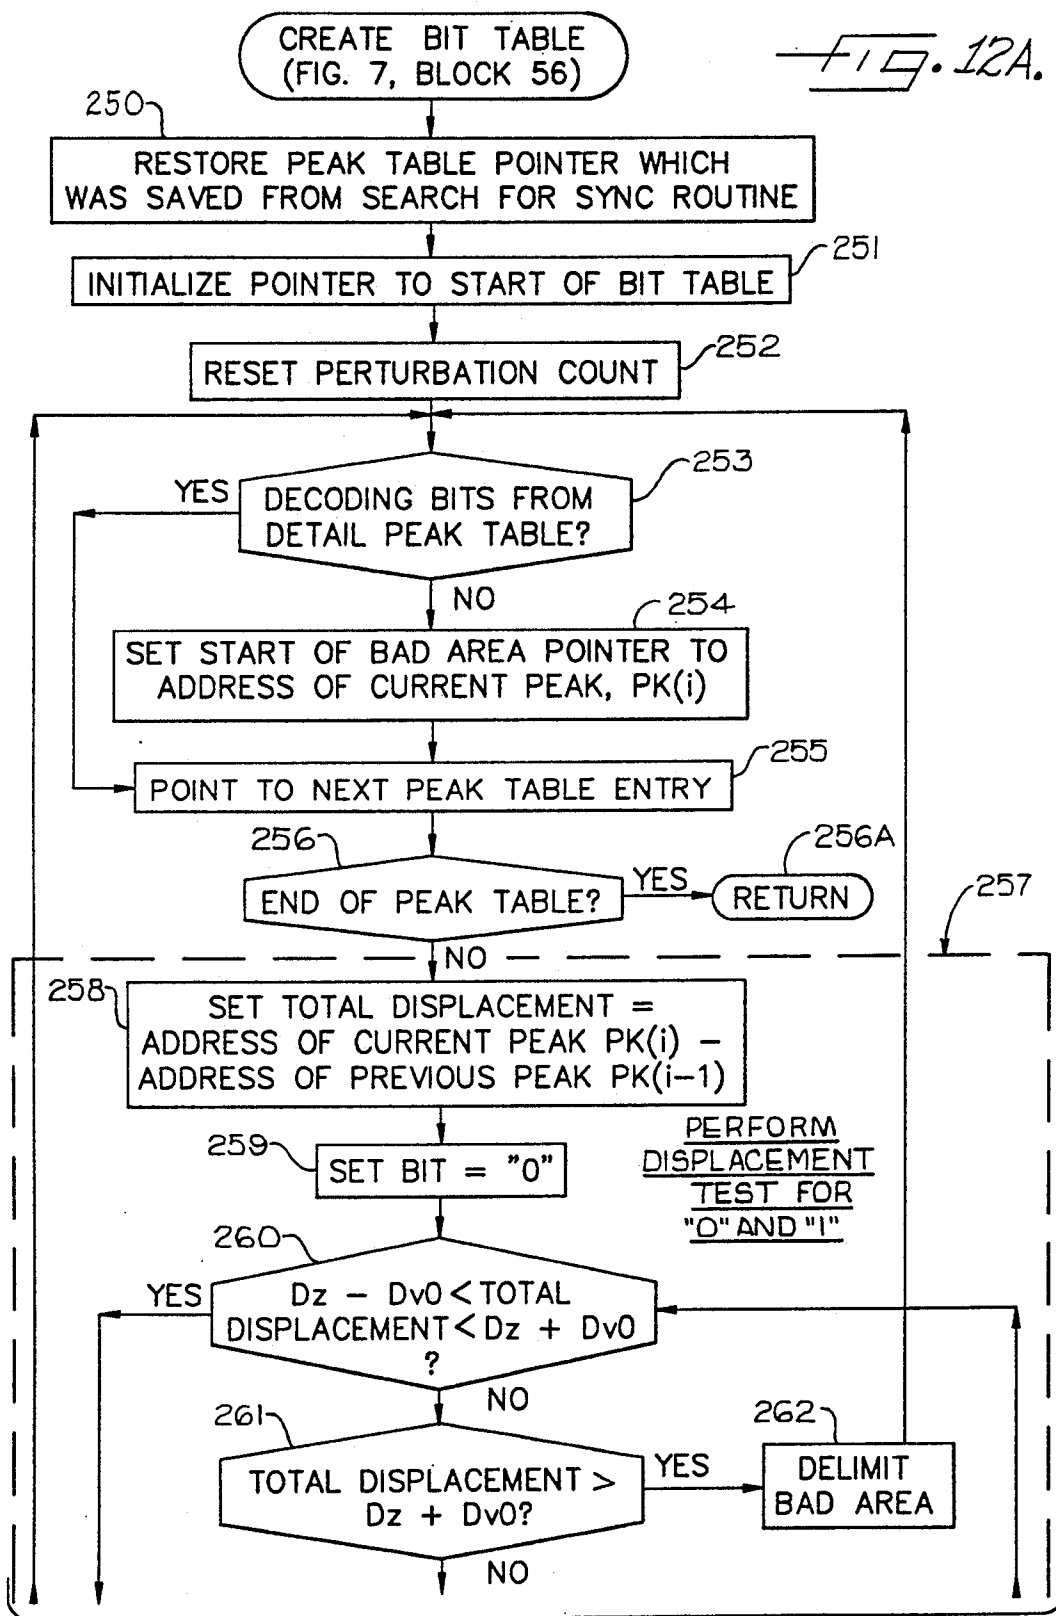 CREATE BIT TABLE
(FIG. 7, BLOCK 56)
Fig. 12A.
250
RESTORE PEAK TABLE POINTER WHICH
WAS SAVED FROM SEARCH FOR SYNC ROUTINE
251
INITIALIZE POINTER TO START OF BIT TABLE
252
RESET PERTURBATION COUNT
253
YES
DECODING BITS FROM
DETAIL PEAK TABLE?
NO
254
SET START OF BAD AREA POINTER TO
ADDRESS OF CURRENT PEAK, PK(i)
255
POINT TO NEXT PEAK TABLE ENTRY
256
256A
END OF PEAK TABLE?
YES
RETURN
257
NO
258
SET TOTAL DISPLACEMENT =
ADDRESS OF CURRENT PEAK PK(i) –
ADDRESS OF PREVIOUS PEAK PK(i–1)
259
SET BIT = "0"
PERFORM
DISPLACEMENT
TEST FOR
"0" AND "1"
260
YES
Dz – Dv0 < TOTAL
DISPLACEMENT < Dz + Dv0
?
NO
261
262
TOTAL DISPLACEMENT >
Dz + Dv0?
YES
DELIMIT
BAD AREA
NO